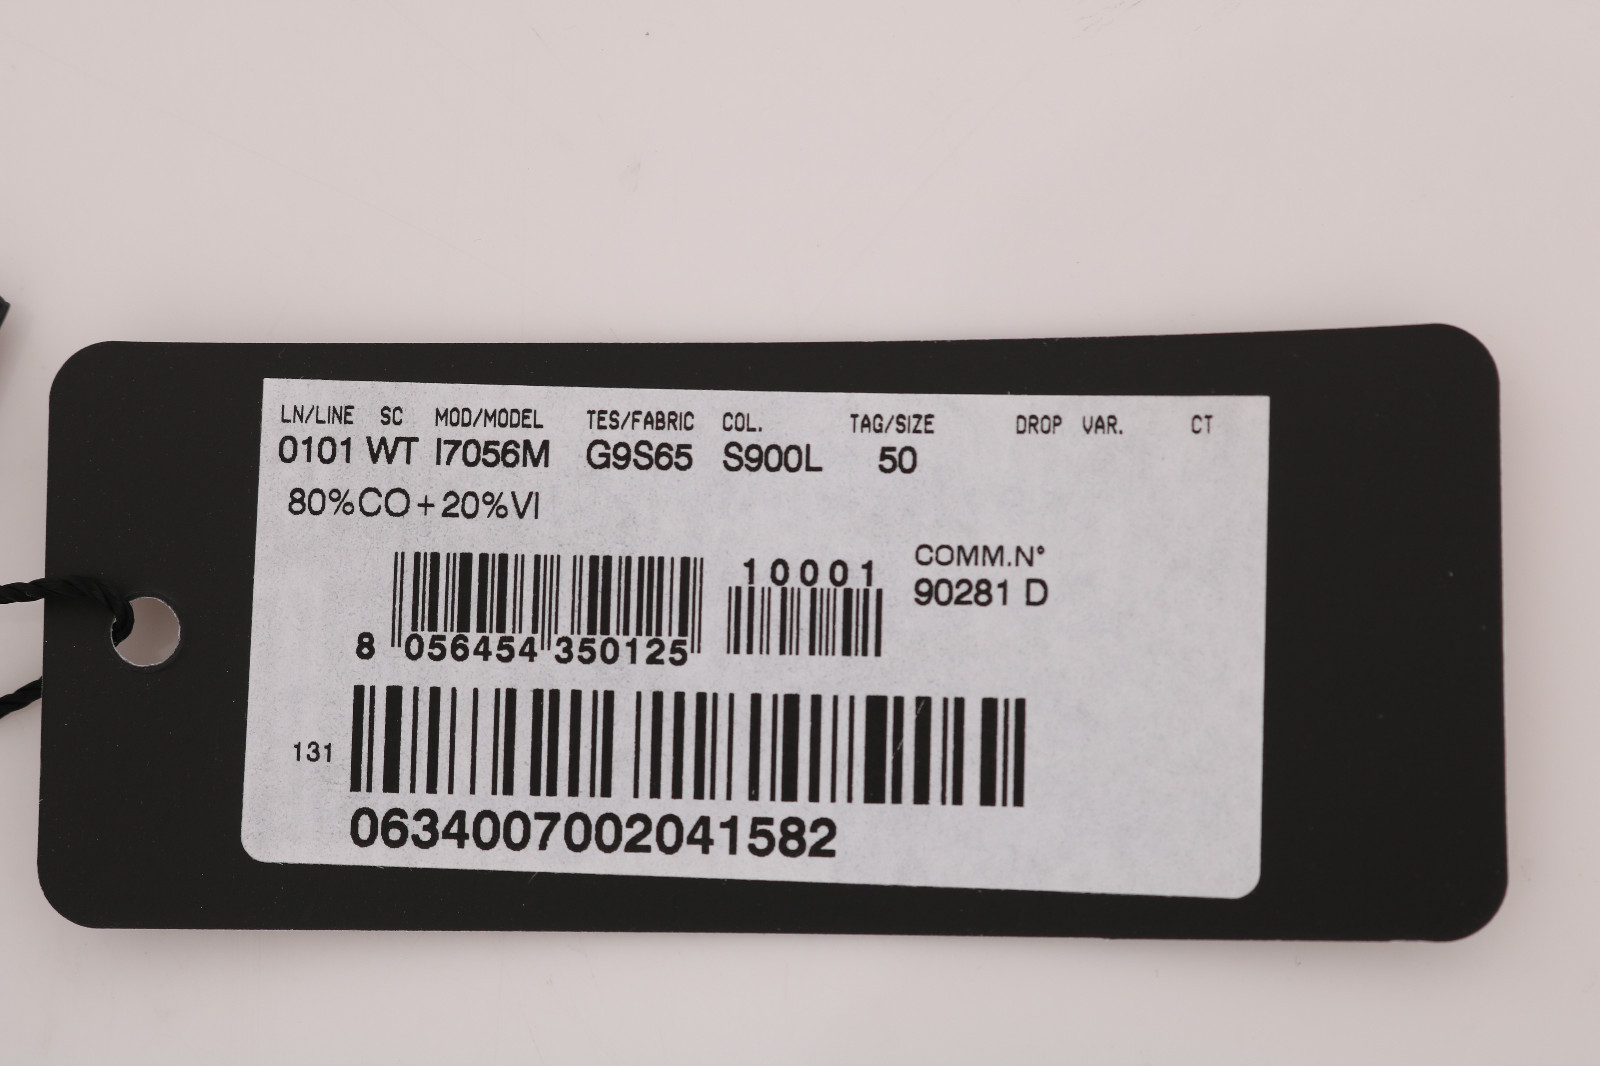 LN/LINE SC MOD/MODEL TES/FABRIC COL. TAG/SIZE DROP VAR. CT
0101 WT I7056M G9S65 S900L 50
80%CO+20%VI
10001 COMM.N°
90281 D
8 056454 350125
131
0634007002041582